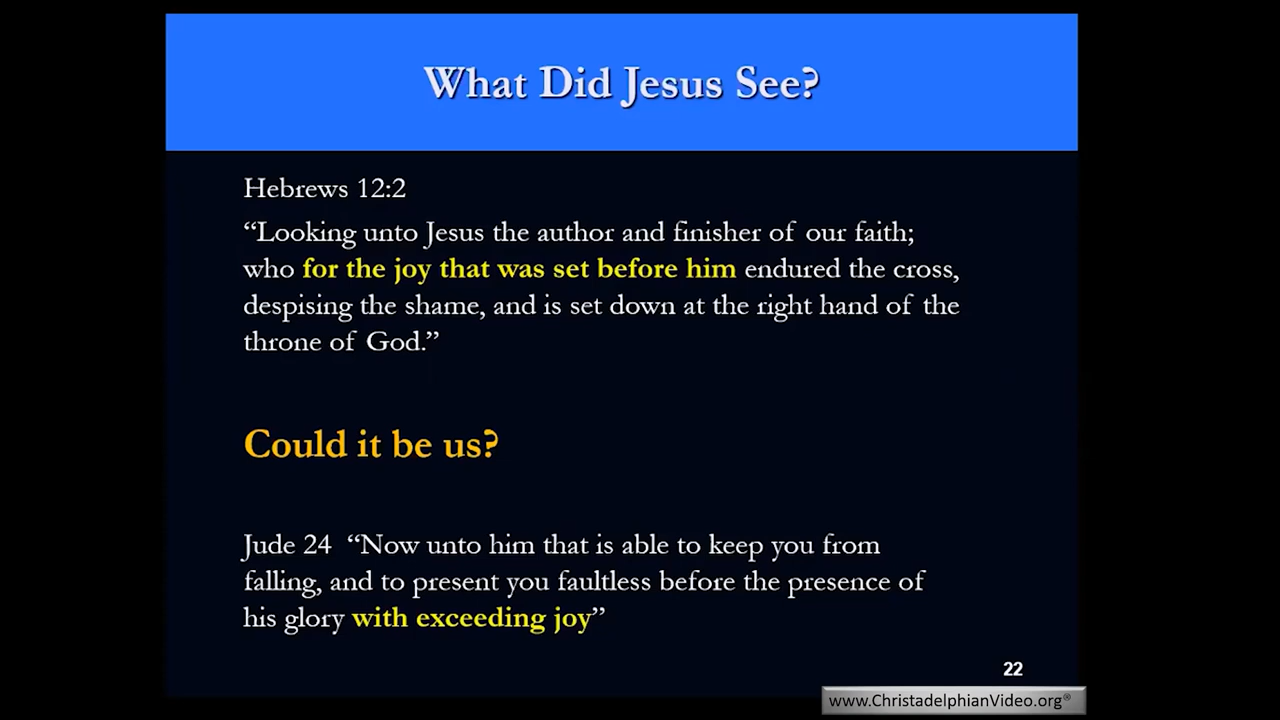 What Did Jesus See?
Hebrews 12:2
“Looking unto Jesus the author and finisher of our faith;
who for the joy that was set before him endured the cross,
despising the shame, and is set down at the right hand of the
throne of God.”
Could it be us?
Jude 24 “Now unto him that is able to keep you from
falling, and to present you faultless before the presence of
his glory with exceeding joy”
22
www.ChristadelphianVideo.org®